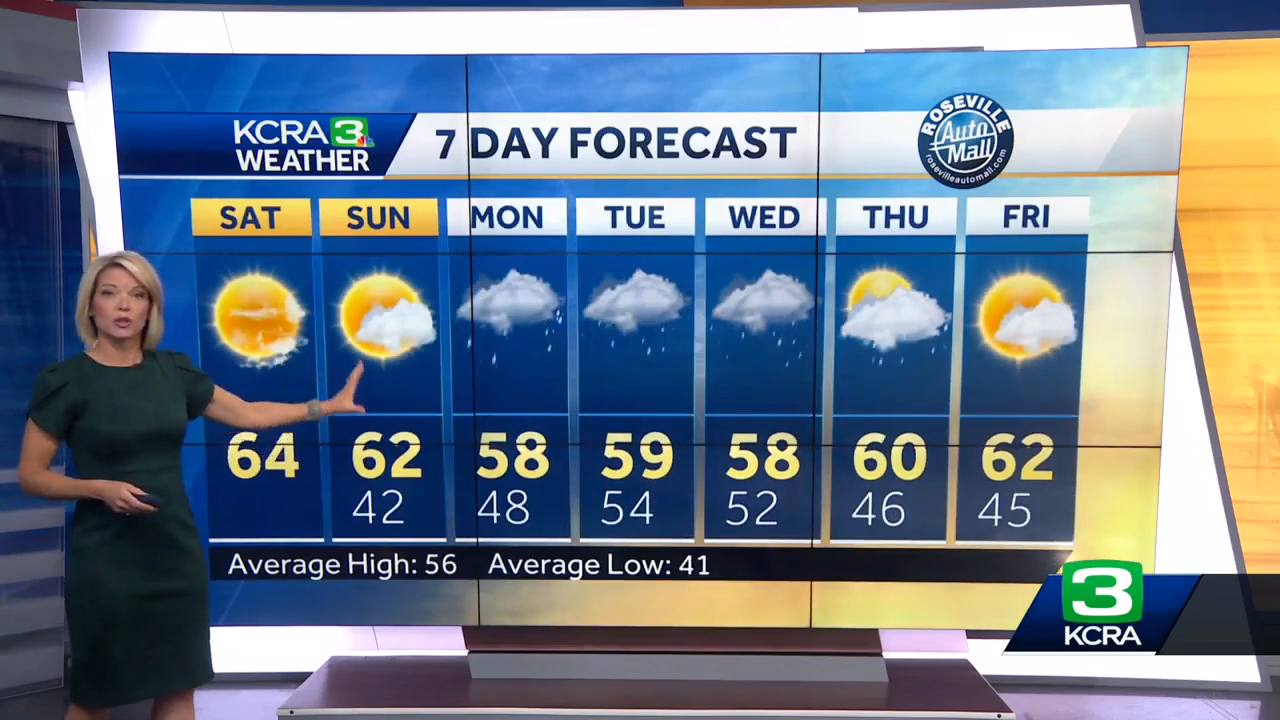 KCRA 3
WEATHER
7 DAY FORECAST
ROSEVILLE
Auto
Mall
rosevilleautomall.com
SAT SUN MON TUE WED THU FRI
64 62 58 59 58 60 62
42 48 54 52 46 45
Average High: 56 Average Low: 41
3
KCRA